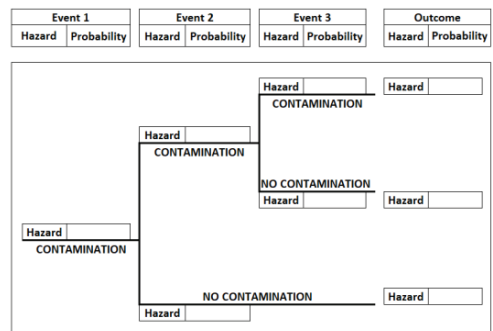 Event 1 Event 2 Event 3 Outcome
Hazard Probability Hazard Probability Hazard Probability Hazard Probability
Hazard Hazard
CONTAMINATION
Hazard
CONTAMINATION
NO CONTAMINATION
Hazard Hazard
Hazard
CONTAMINATION
NO CONTAMINATION Hazard
Hazard